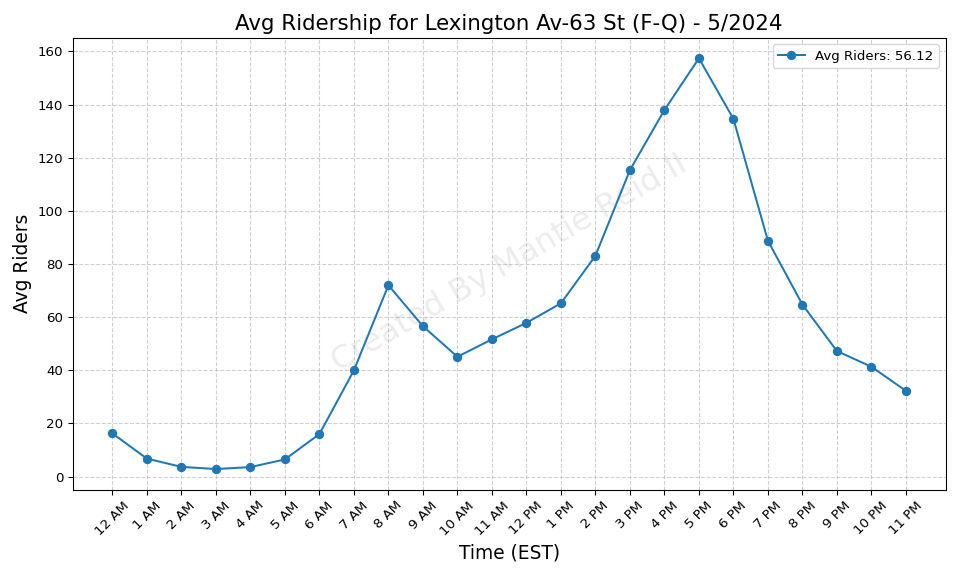 Avg Ridership for Lexington Av-63 St (F-Q) - 5/2024
Avg Riders: 56.12
Avg Riders
160
140
120
100
80
60
40
20
0
Created By Mantle Reid II
12 AM
1 AM
2 AM
3 AM
4 AM
5 AM
6 AM
7 AM
8 AM
9 AM
10 AM
11 AM
12 PM
1 PM
2 PM
3 PM
4 PM
5 PM
6 PM
7 PM
8 PM
9 PM
10 PM
11 PM
Time (EST)